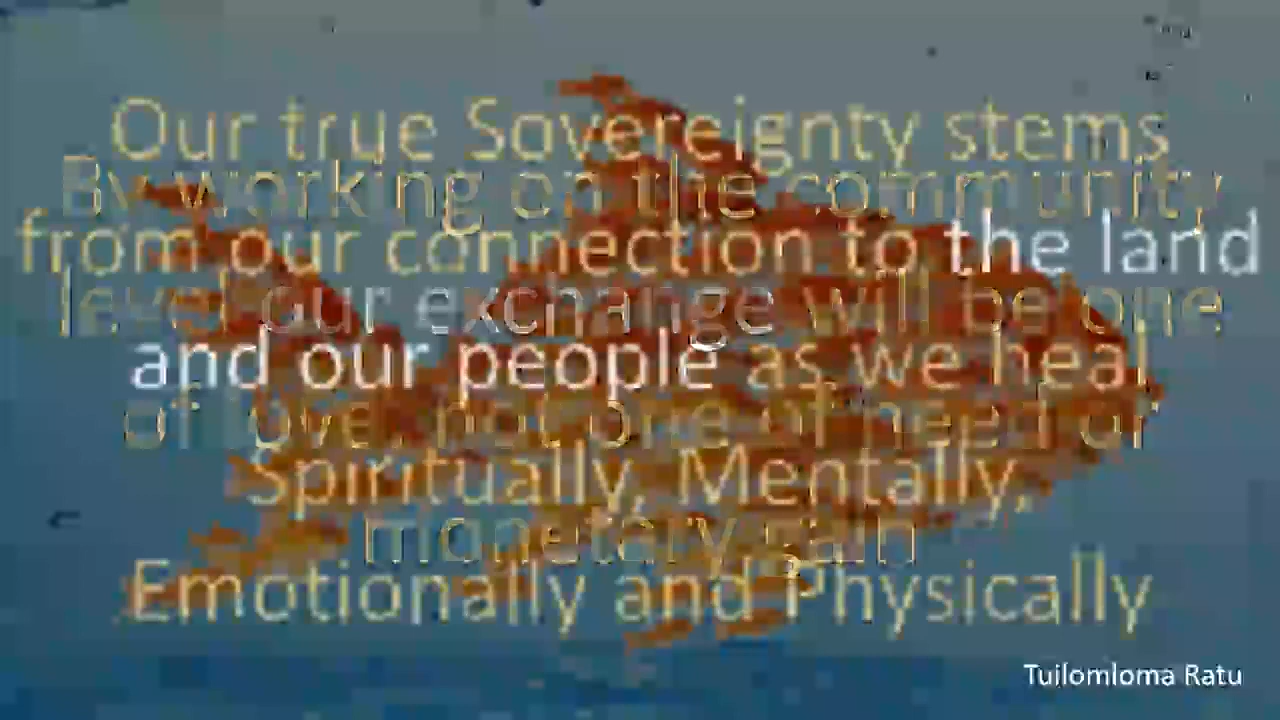 Our true Sovereignty stems
By working on the community
from our connection to the land
level our exchange will be one
and our people as we heal
of love, not one of need or
Spiritually, Mentally,
monetary gain
Emotionally and Physically
Tuilomloma Ratu